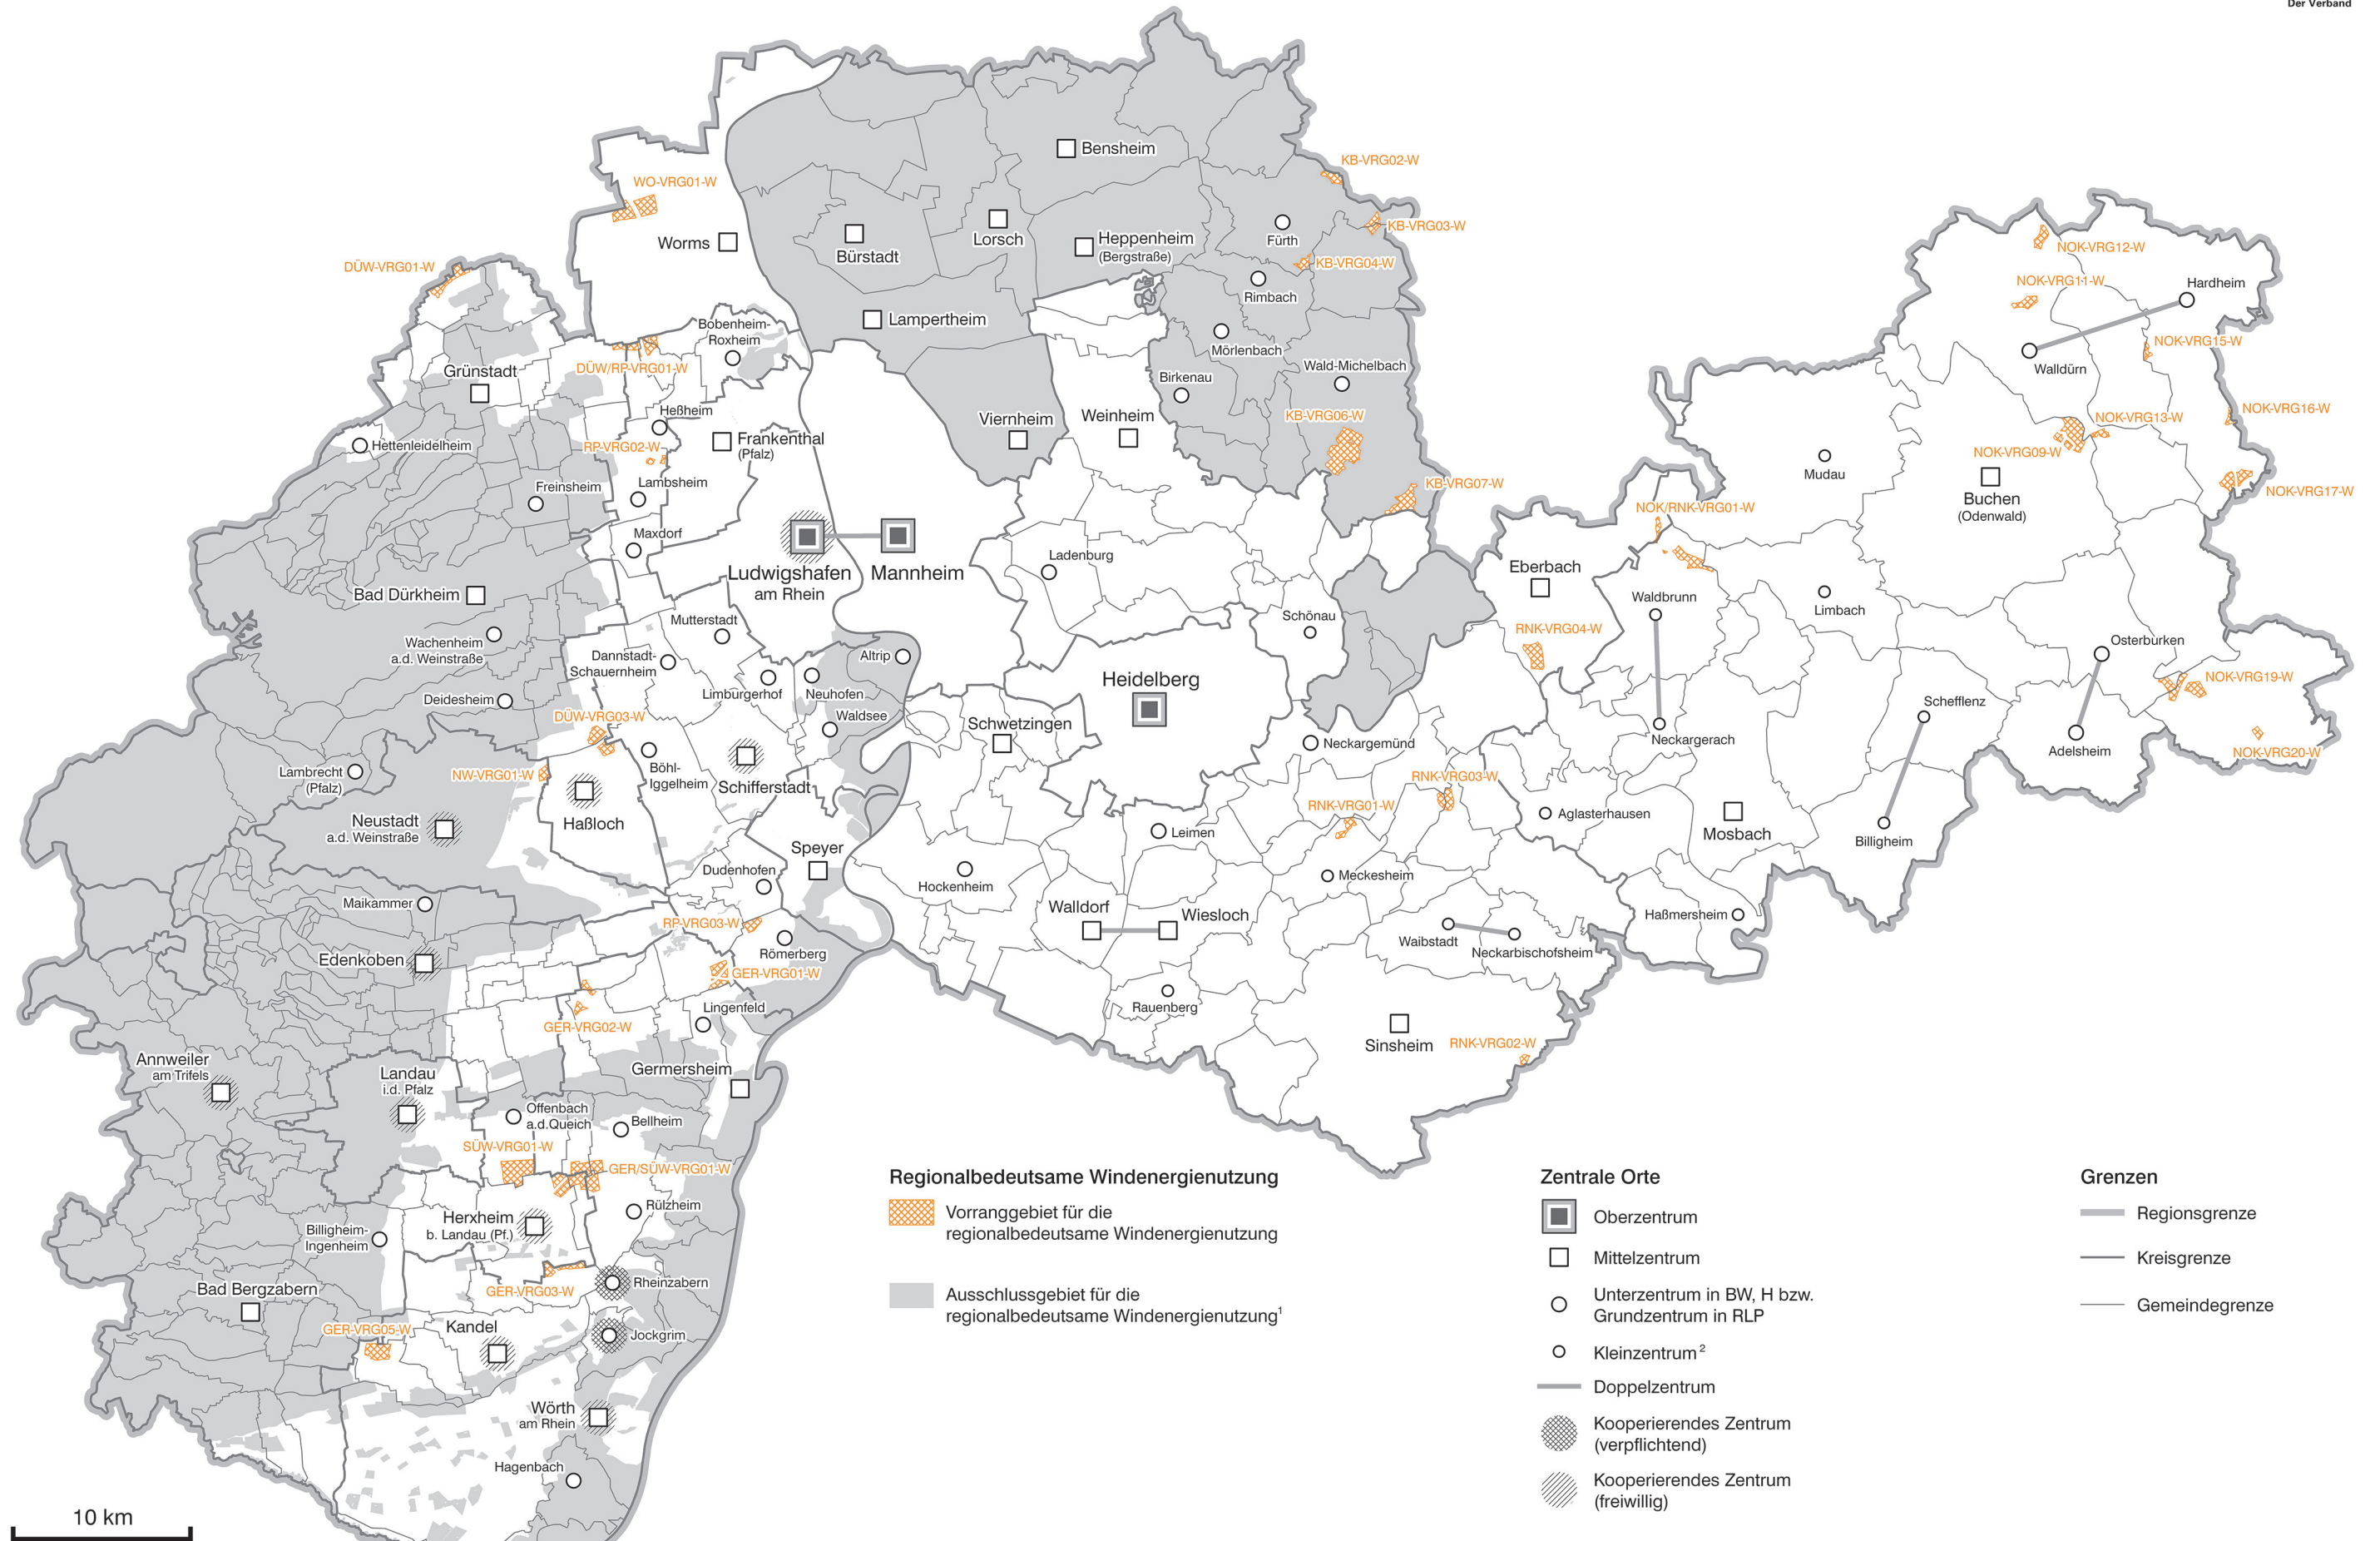 Der Verband
Bensheim
KB-VRG02-W
WO-VRG01-W
Worms
Bürstadt
Lorsch
Heppenheim
(Bergstraße)
Fürth
KB-VRG03-W
KB-VRG04-W
Rimbach
NOK-VRG12-W
NOK-VRG11-W
Hardheim
DÜW-VRG01-W
Lampertheim
Bobenheim-
Roxheim
Mörlenbach
NOK-VRG15-W
Walldürn
DÜW/RP-VRG01-W
Grünstadt
Birkenau
Wald-Michelbach
Heßheim
Viernheim
Weinheim
KB-VRG06-W
NOK-VRG16-W
NOK-VRG13-W
Hettenleidelheim
RP-VRG02-W
Frankenthal
(Pfalz)
NOK-VRG09-W
Mudau
Freinsheim
Lambsheim
KB-VRG07-W
Buchen
(Odenwald)
NOK-VRG17-W
NOK/RNK-VRG01-W
Maxdorf
Ladenburg
Eberbach
Ludwigshafen
am Rhein
Mannheim
Bad Dürkheim
Waldbrunn
Limbach
Mutterstadt
Schönau
RNK-VRG04-W
Osterburken
Wachenheim
a.d. Weinstraße
Dannstadt-
Schauernheim
Altrip
Limburgerhof
Neuhofen
Heidelberg
NOK-VRG19-W
Deidesheim
DÜW-VRG03-W
Waldsee
Schwetzingen
Schefflenz
Neckargemünd
Neckargerach
Adelsheim
NOK-VRG20-W
Lambrecht
(Pfalz)
NW-VRG01-W
Böhl-
Iggelheim
Schifferstadt
RNK-VRG03-W
RNK-VRG01-W
Aglasterhausen
Neustadt
a.d. Weinstraße
Haßloch
Leimen
Mosbach
Billigheim
Speyer
Dudenhofen
Hockenheim
Meckesheim
Maikammer
Walldorf
Wiesloch
Haßmersheim
RP-VRG03-W
Römerberg
Waibstadt
Neckarbischofsheim
Edenkoben
GER-VRG01-W
Lingenfeld
Rauenberg
GER-VRG02-W
Sinsheim
RNK-VRG02-W
Annweiler
am Trifels
Landau
i.d. Pfalz
Germersheim
Offenbach
a.d.Queich
Bellheim
SÜW-VRG01-W
GER/SÜW-VRG01-W
Rülzheim
Herxheim
b. Landau (Pf.)
Billigheim-
Ingenheim
Rheinzabern
GER-VRG03-W
Bad Bergzabern
GER-VRG05-W
Kandel
Jockgrim
Wörth
am Rhein
Hagenbach
10 km
Regionalbedeutsame Windenergienutzung
Vorranggebiet für die
regionalbedeutsame Windenergienutzung
Ausschlussgebiet für die
regionalbedeutsame Windenergienutzung¹
Zentrale Orte
Oberzentrum
Mittelzentrum
Unterzentrum in BW, H bzw.
Grundzentrum in RLP
Kleinzentrum ²
Doppelzentrum
Kooperierendes Zentrum
(verpflichtend)
Kooperierendes Zentrum
(freiwillig)
Grenzen
Regionsgrenze
Kreisgrenze
Gemeindegrenze